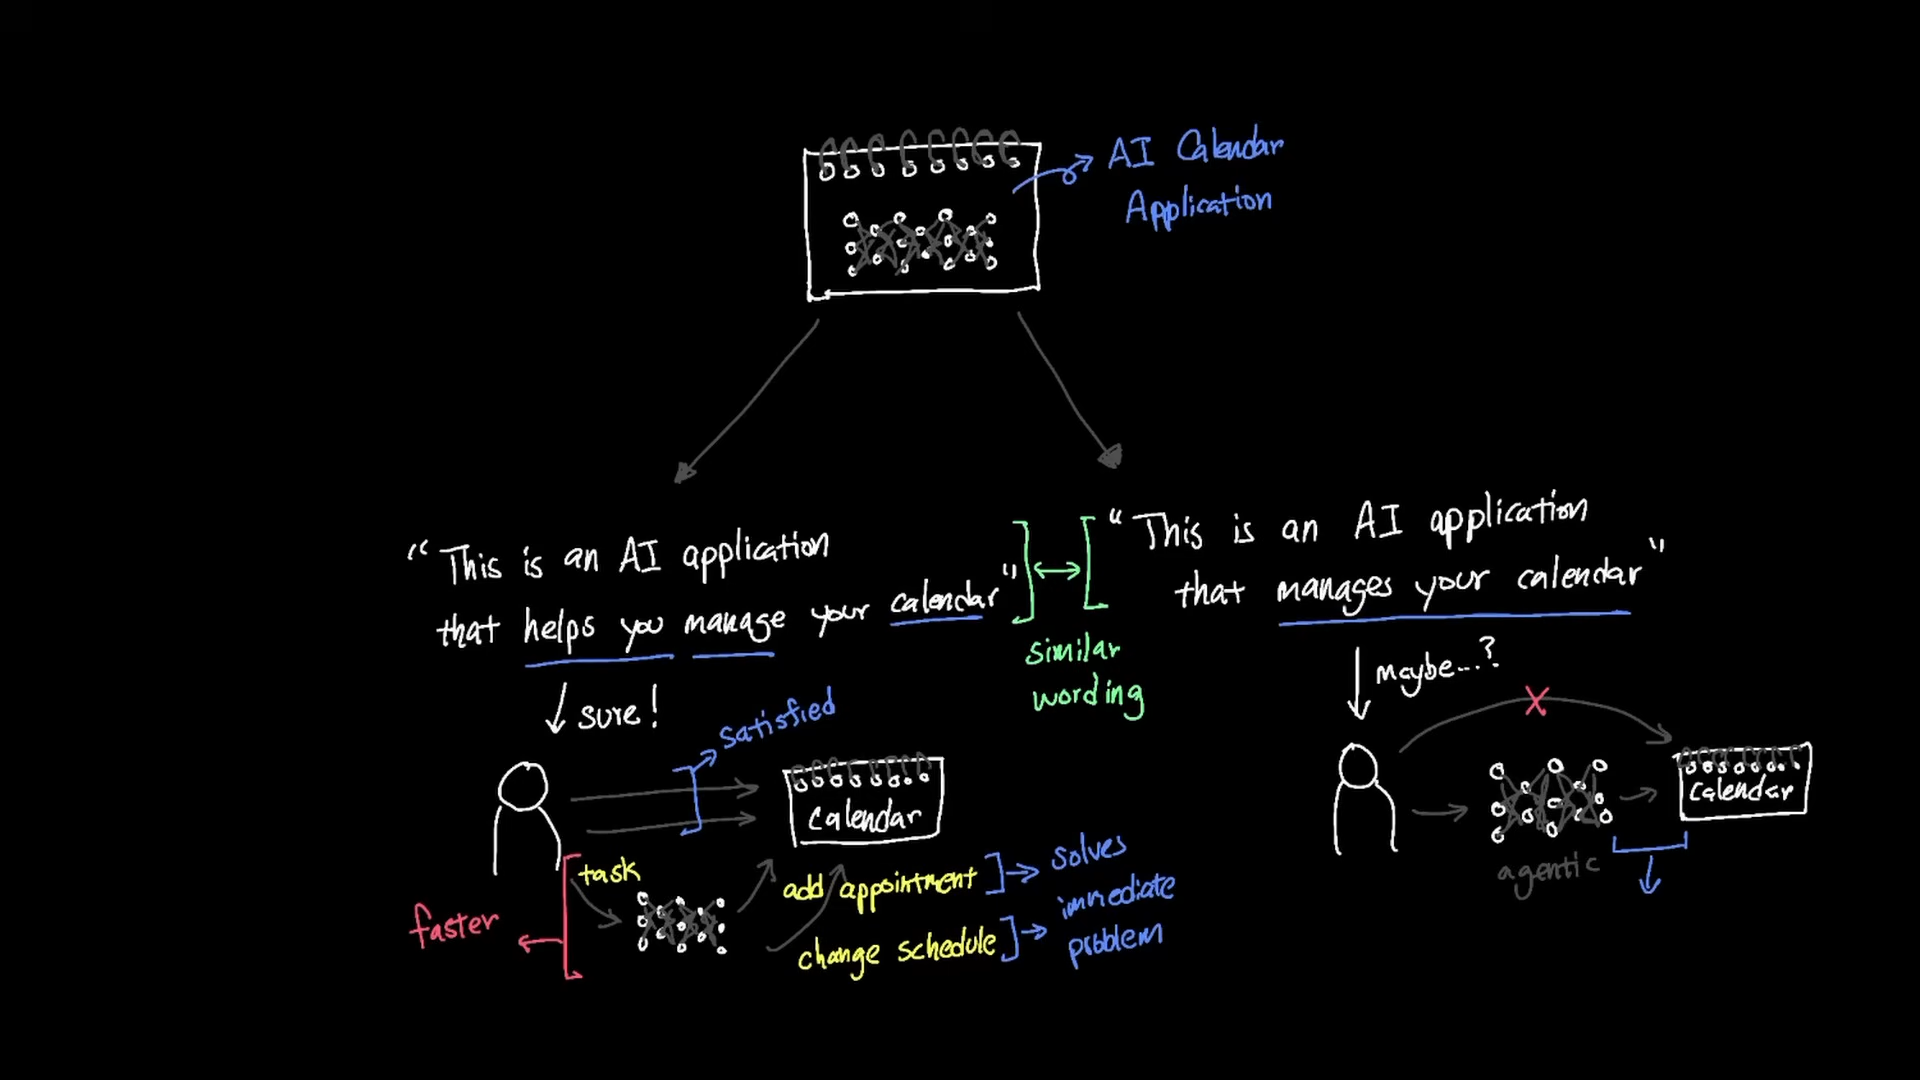 AI Calendar
Application
"This is an AI application
that helps you manage your calendar"
similar
wording
"This is an AI application
that manages your calendar"
sure!
satisfied
calendar
task
faster
add appointment
change schedule
solves
immediate
problem
maybe...?
calendar
agentic